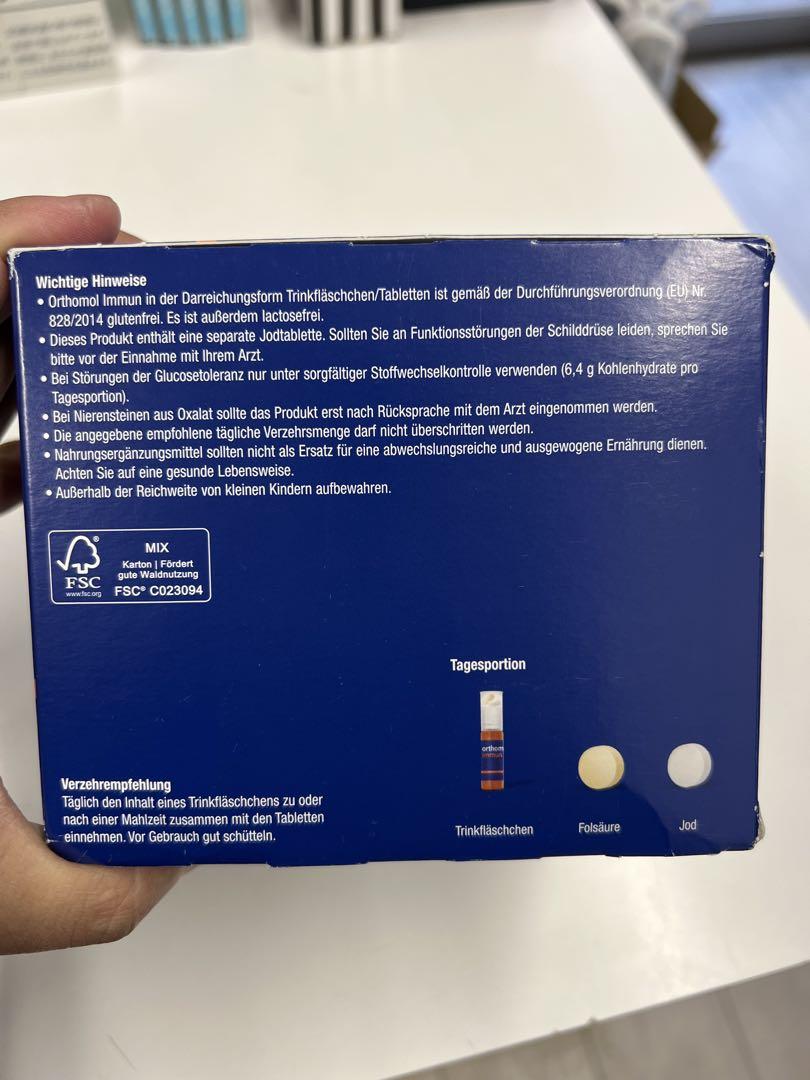 Wichtige Hinweise
• Orthomol Immun in der Darreichungsform Trinkfläschchen/Tabletten ist gemäß der Durchführungsverordnung (EU) Nr.
828/2014 glutenfrei. Es ist außerdem lactosefrei.
• Dieses Produkt enthält eine separate Jodtablette. Sollten Sie an Funktionsstörungen der Schilddrüse leiden, sprechen Sie
bitte vor der Einnahme mit Ihrem Arzt.
• Bei Störungen der Glucosetoleranz nur unter sorgfältiger Stoffwechselkontrolle verwenden (6,4 g Kohlenhydrate pro
Tagesportion).
• Bei Nierensteinen aus Oxalat sollte das Produkt erst nach Rücksprache mit dem Arzt eingenommen werden.
• Die angegebene empfohlene tägliche Verzehrsmenge darf nicht überschritten werden.
• Nahrungsergänzungsmittel sollten nicht als Ersatz für eine abwechslungsreiche und ausgewogene Ernährung dienen.
Achten Sie auf eine gesunde Lebensweise.
• Außerhalb der Reichweite von kleinen Kindern aufbewahren.
FSC®
www.fsc.org
MIX
Karton | Fördert
gute Waldnutzung
FSC® C023094
Tagesportion
orthom
immun
Trinkfläschchen
Folsäure
Jod
Verzehrempfehlung
Täglich den Inhalt eines Trinkfläschchens zu oder
nach einer Mahlzeit zusammen mit den Tabletten
einnehmen. Vor Gebrauch gut schütteln.